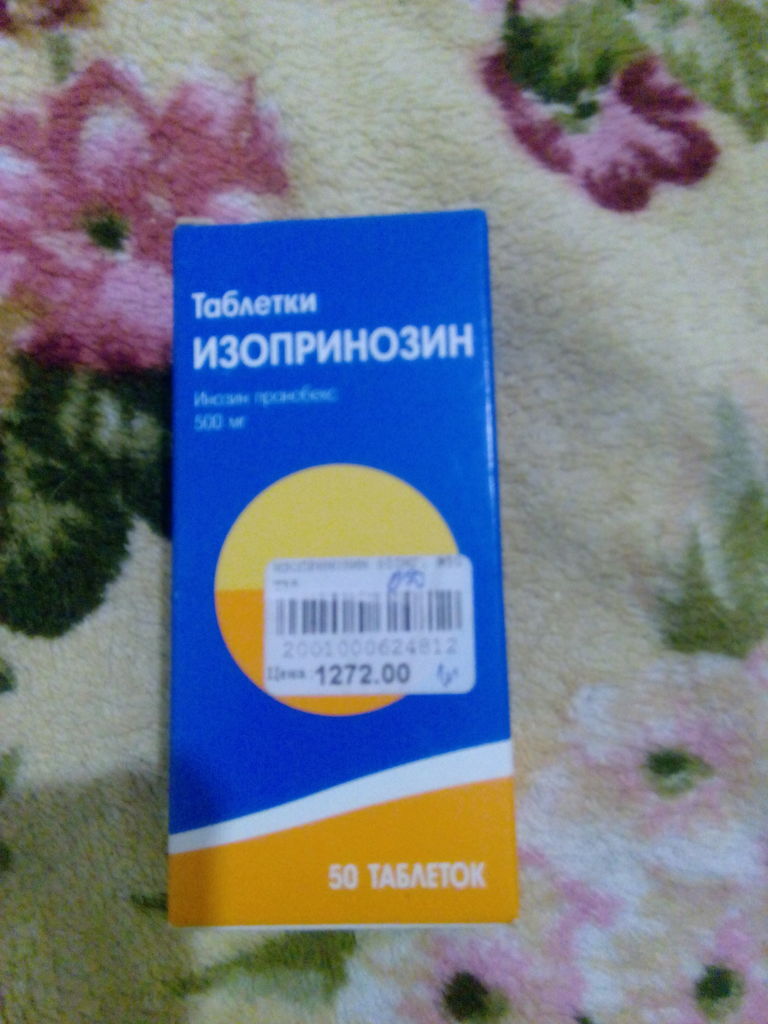 Таблетки
ИЗОПРИНОЗИН
Инозин пранобекс
500 мг
2001000624812
Цена 1272.00
50 ТАБЛЕТОК